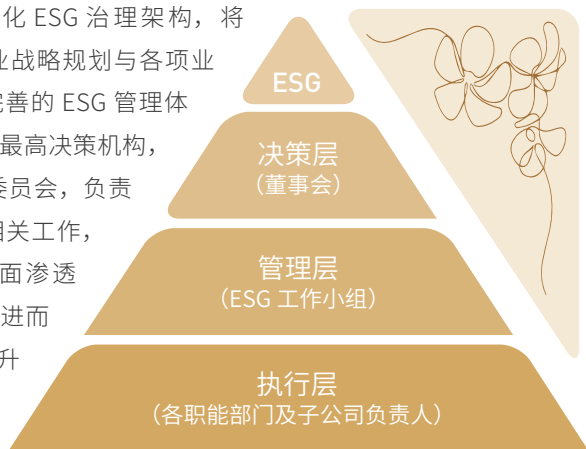 化 ESG 治理架构，将
业战略规划与各项业
完善的 ESG 管理体
最高决策机构，
委员会，负责
相关工作，
面渗透
进而
升
ESG
决策层
（董事会）
管理层
（ESG 工作小组）
执行层
（各职能部门及子公司负责人）